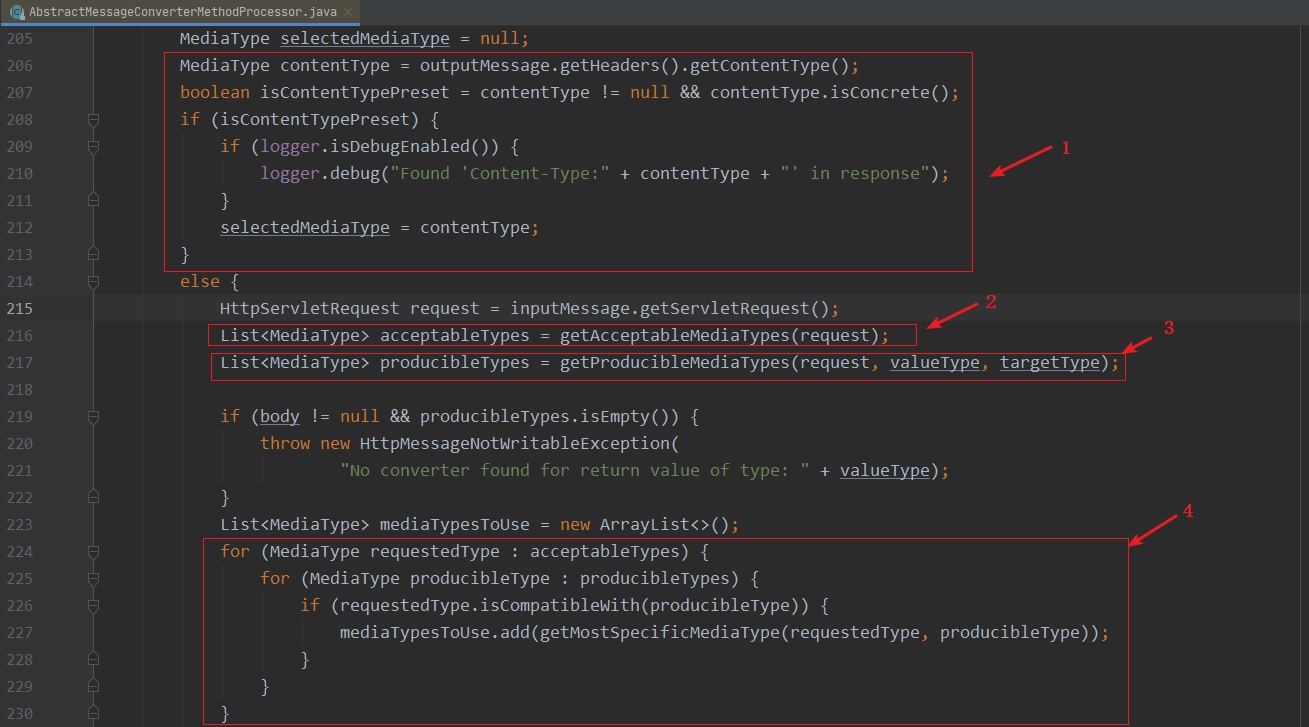 AbstractMessageConverterMethodProcessor.java ×
205 MediaType selectedMediaType = null;
206 MediaType contentType = outputMessage.getHeaders().getContentType();
207 boolean isContentTypePreset = contentType != null && contentType.isConcrete();
208 if (isContentTypePreset) {
209 if (logger.isDebugEnabled()) {
210 logger.debug("Found 'Content-Type:" + contentType + "' in response");
1
211 }
212 selectedMediaType = contentType;
213 }
214 else {
215 HttpServletRequest request = inputMessage.getServletRequest();
2
216 List<MediaType> acceptableTypes = getAcceptableMediaTypes(request);
3
217 List<MediaType> producibleTypes = getProducibleMediaTypes(request, valueType, targetType);
218
219 if (body != null && producibleTypes.isEmpty()) {
220 throw new HttpMessageNotWritableException(
221 "No converter found for return value of type: " + valueType);
222 }
223 List<MediaType> mediaTypesToUse = new ArrayList<>();
4
224 for (MediaType requestedType : acceptableTypes) {
225 for (MediaType producibleType : producibleTypes) {
226 if (requestedType.isCompatibleWith(producibleType)) {
227 mediaTypesToUse.add(getMostSpecificMediaType(requestedType, producibleType));
228 }
229 }
230 }